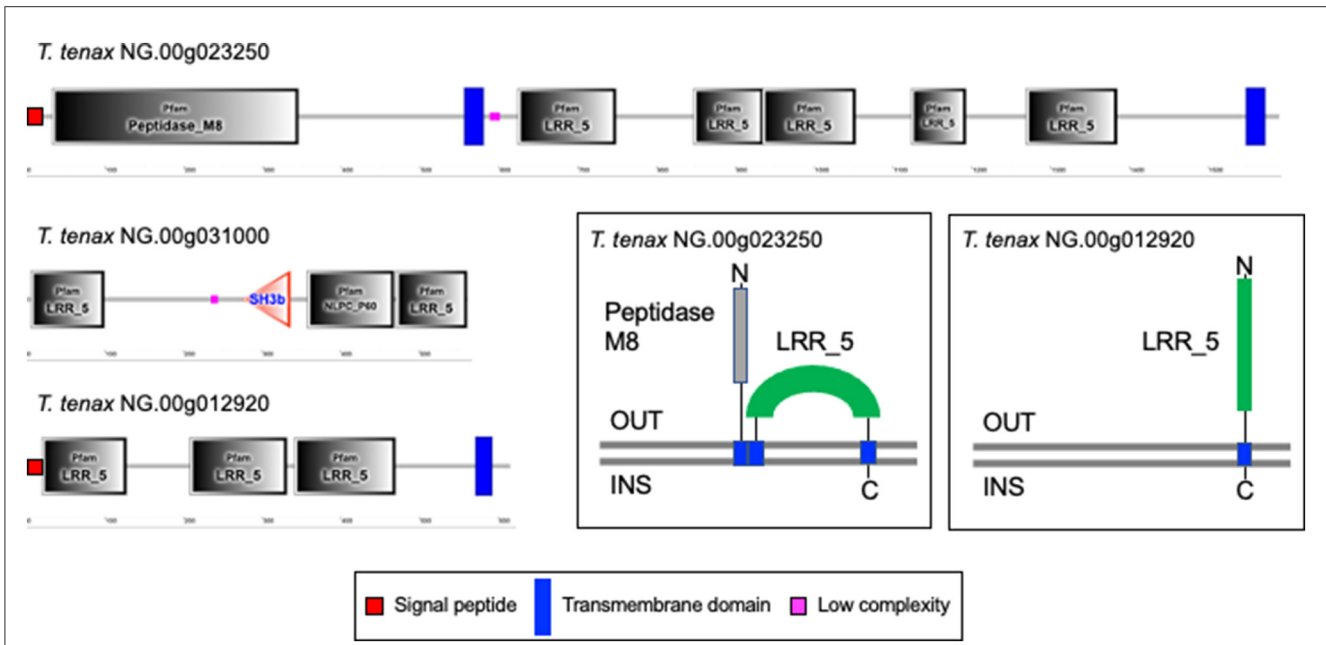 T. tenax NG.00g023250
Pfam
Peptidase_M8
Pfam
LRR_5
Pfam
LRR_5
Pfam
LRR_5
Pfam
LRR_5
Pfam
LRR_5
T. tenax NG.00g031000
Pfam
LRR_5
SH3b
Pfam
NLPC_P60
Pfam
LRR_5
T. tenax NG.00g012920
Pfam
LRR_5
Pfam
LRR_5
Pfam
LRR_5
T. tenax NG.00g023250
N
Peptidase
M8
LRR_5
OUT
INS
C
T. tenax NG.00g012920
N
LRR_5
OUT
INS
C
Signal peptide
Transmembrane domain
Low complexity